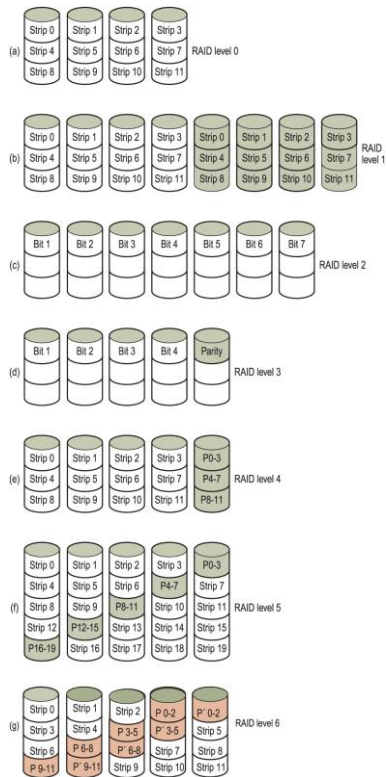 Strip 0 Strip 1 Strip 2 Strip 3
(a) Strip 4 Strip 5 Strip 6 Strip 7 RAID level 0
Strip 8 Strip 9 Strip 10 Strip 11
Strip 0 Strip 1 Strip 2 Strip 3 Strip 0 Strip 1 Strip 2 Strip 3
(b) Strip 4 Strip 5 Strip 6 Strip 7 Strip 4 Strip 5 Strip 6 Strip 7 RAID level 1
Strip 8 Strip 9 Strip 10 Strip 11 Strip 8 Strip 9 Strip 10 Strip 11
Bit 1 Bit 2 Bit 3 Bit 4 Bit 5 Bit 6 Bit 7
(c) RAID level 2
Bit 1 Bit 2 Bit 3 Bit 4 Parity
(d) RAID level 3
Strip 0 Strip 1 Strip 2 Strip 3 P0-3
(e) Strip 4 Strip 5 Strip 6 Strip 7 P4-7 RAID level 4
Strip 8 Strip 9 Strip 10 Strip 11 P8-11
Strip 0 Strip 1 Strip 2 Strip 3 P0-3
Strip 4 Strip 5 Strip 6 P4-7 Strip 7
(f) Strip 8 Strip 9 P8-11 Strip 10 Strip 11 RAID level 5
Strip 12 P12-15 Strip 13 Strip 14 Strip 15
P16-19 Strip 16 Strip 17 Strip 18 Strip 19
Strip 0 Strip 1 Strip 2 P 0-2 P' 0-2
(g) Strip 3 Strip 4 P 3-5 P' 3-5 Strip 5 RAID level 6
Strip 6 P 6-8 P' 6-8 Strip 7 Strip 8
P 9-11 P' 9-11 Strip 9 Strip 10 Strip 11